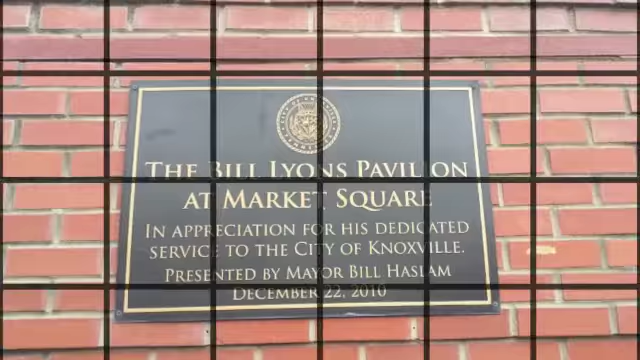 THE BILL LYONS PAVILION
AT MARKET SQUARE
IN APPRECIATION FOR HIS DEDICATED
SERVICE TO THE CITY OF KNOXVILLE.
PRESENTED BY MAYOR BILL HASLAM
DECEMBER 22, 2010